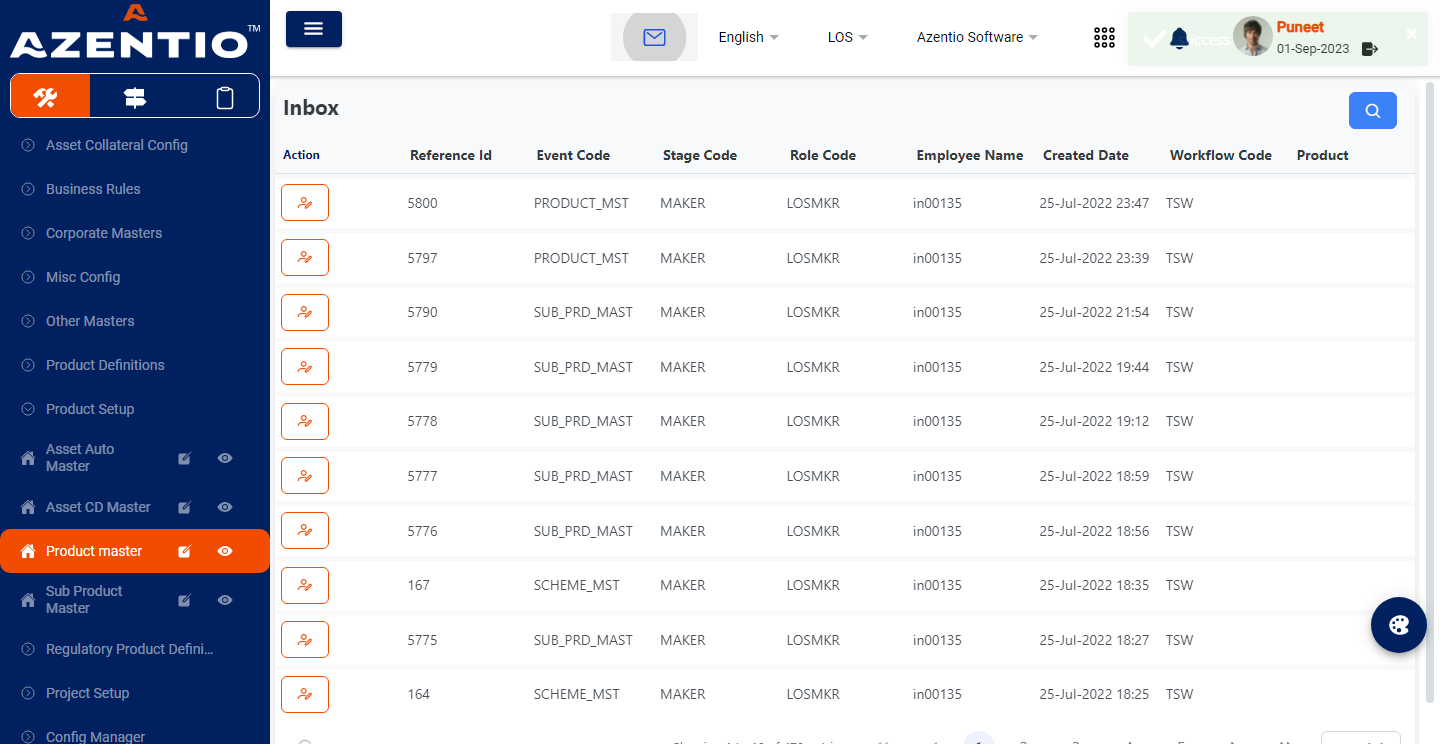 AZENTIO™
English
LOS
Azentio Software
Success
Puneet
01-Sep-2023
Asset Collateral Config
Business Rules
Corporate Masters
Misc Config
Other Masters
Product Definitions
Product Setup
Asset Auto
Master
Asset CD Master
Product master
Sub Product
Master
Regulatory Product Defini...
Project Setup
Config Manager
Inbox
Action Reference Id Event Code Stage Code Role Code Employee Name Created Date Workflow Code Product
5800 PRODUCT_MST MAKER LOSMKR in00135 25-Jul-2022 23:47 TSW
5797 PRODUCT_MST MAKER LOSMKR in00135 25-Jul-2022 23:39 TSW
5790 SUB_PRD_MAST MAKER LOSMKR in00135 25-Jul-2022 21:54 TSW
5779 SUB_PRD_MAST MAKER LOSMKR in00135 25-Jul-2022 19:44 TSW
5778 SUB_PRD_MAST MAKER LOSMKR in00135 25-Jul-2022 19:12 TSW
5777 SUB_PRD_MAST MAKER LOSMKR in00135 25-Jul-2022 18:59 TSW
5776 SUB_PRD_MAST MAKER LOSMKR in00135 25-Jul-2022 18:56 TSW
167 SCHEME_MST MAKER LOSMKR in00135 25-Jul-2022 18:35 TSW
5775 SUB_PRD_MAST MAKER LOSMKR in00135 25-Jul-2022 18:27 TSW
164 SCHEME_MST MAKER LOSMKR in00135 25-Jul-2022 18:25 TSW